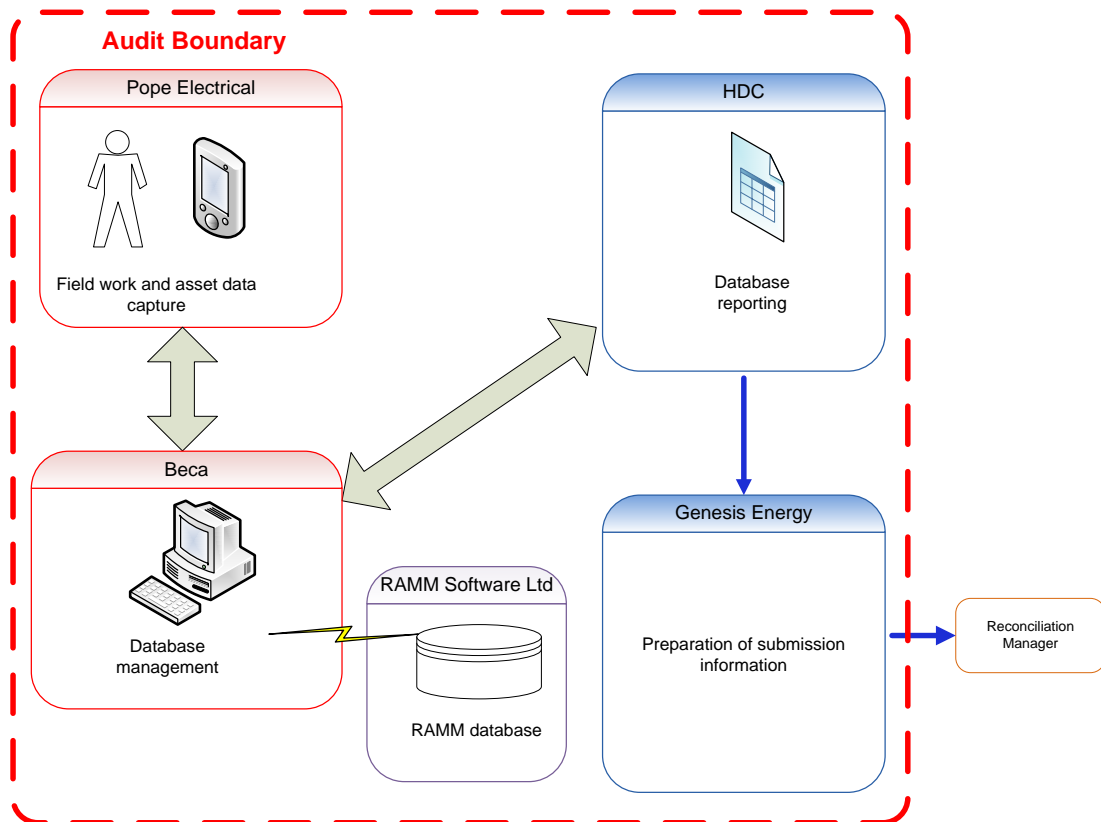 Audit Boundary
Pope Electrical
Field work and asset data
capture
HDC
Database
reporting
Beca
Database
management
RAMM Software Ltd
RAMM database
Genesis Energy
Preparation of submission
information
Reconciliation
Manager